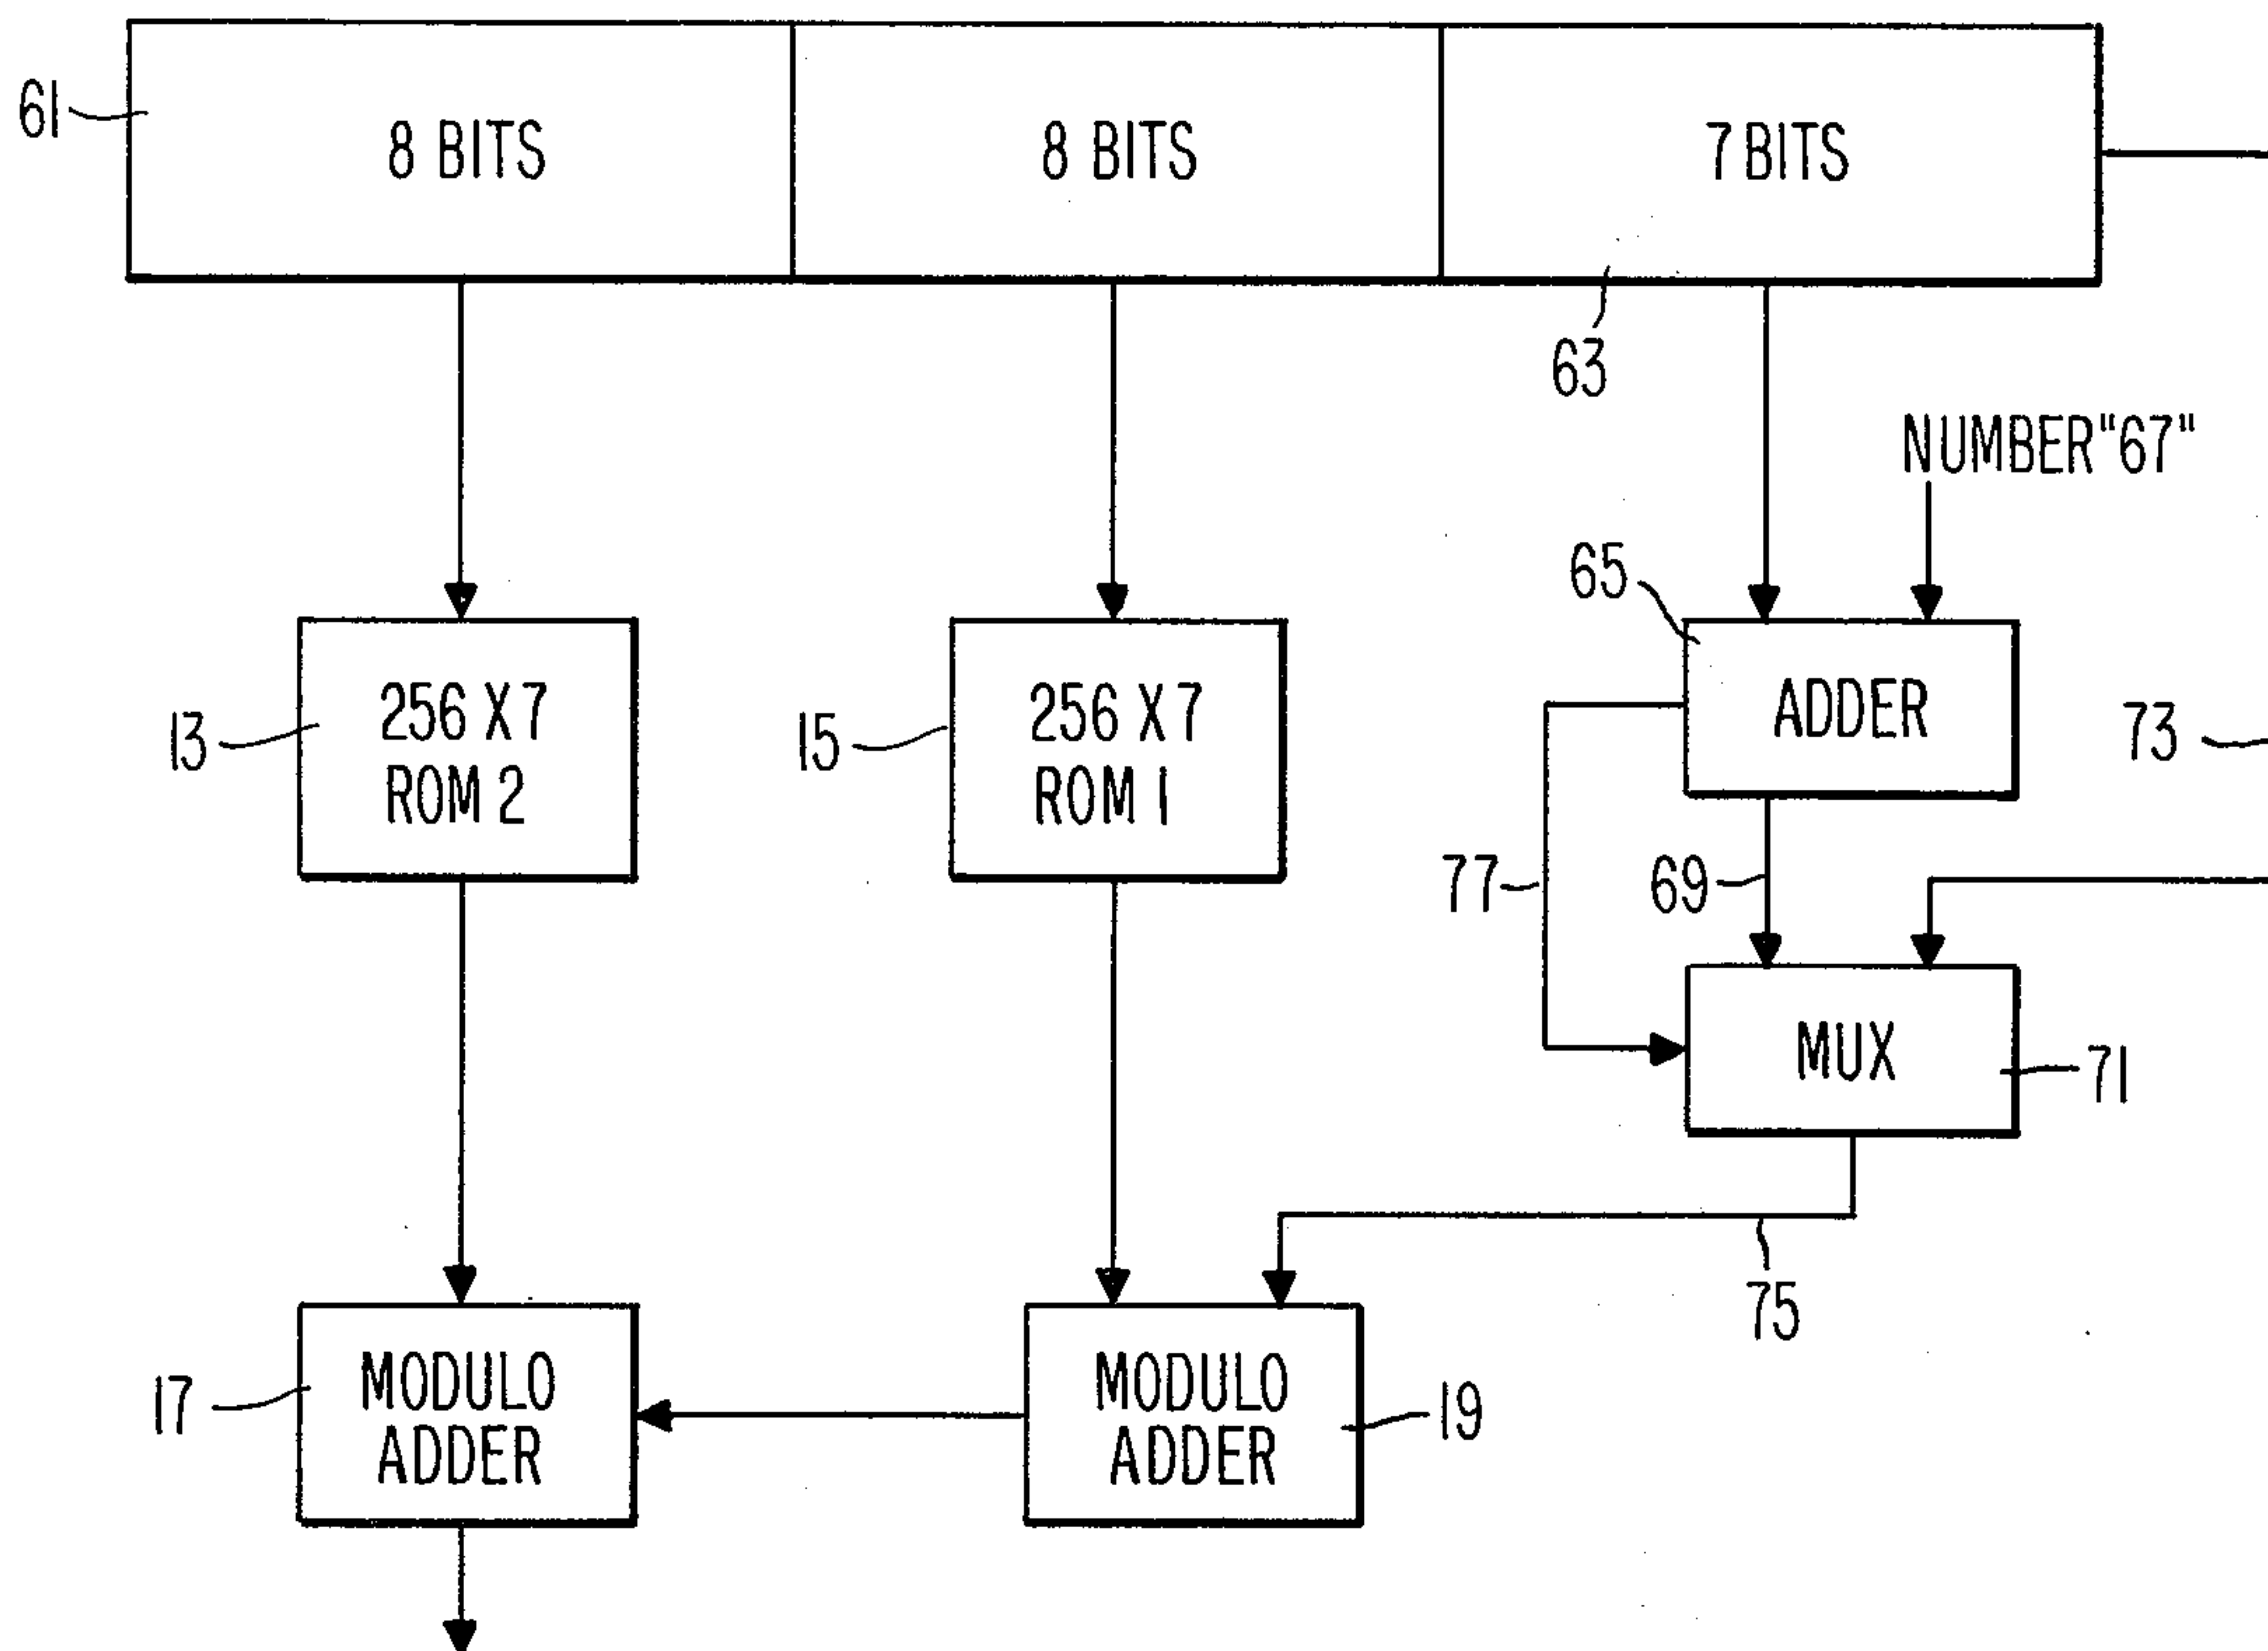 61
8 BITS
8 BITS
7 BITS
63
NUMBER "67"
65
13
256 X 7
ROM 2
15
256 X 7
ROM 1
ADDER
73
77
69
MUX
71
75
17
MODULO
ADDER
MODULO
ADDER
19